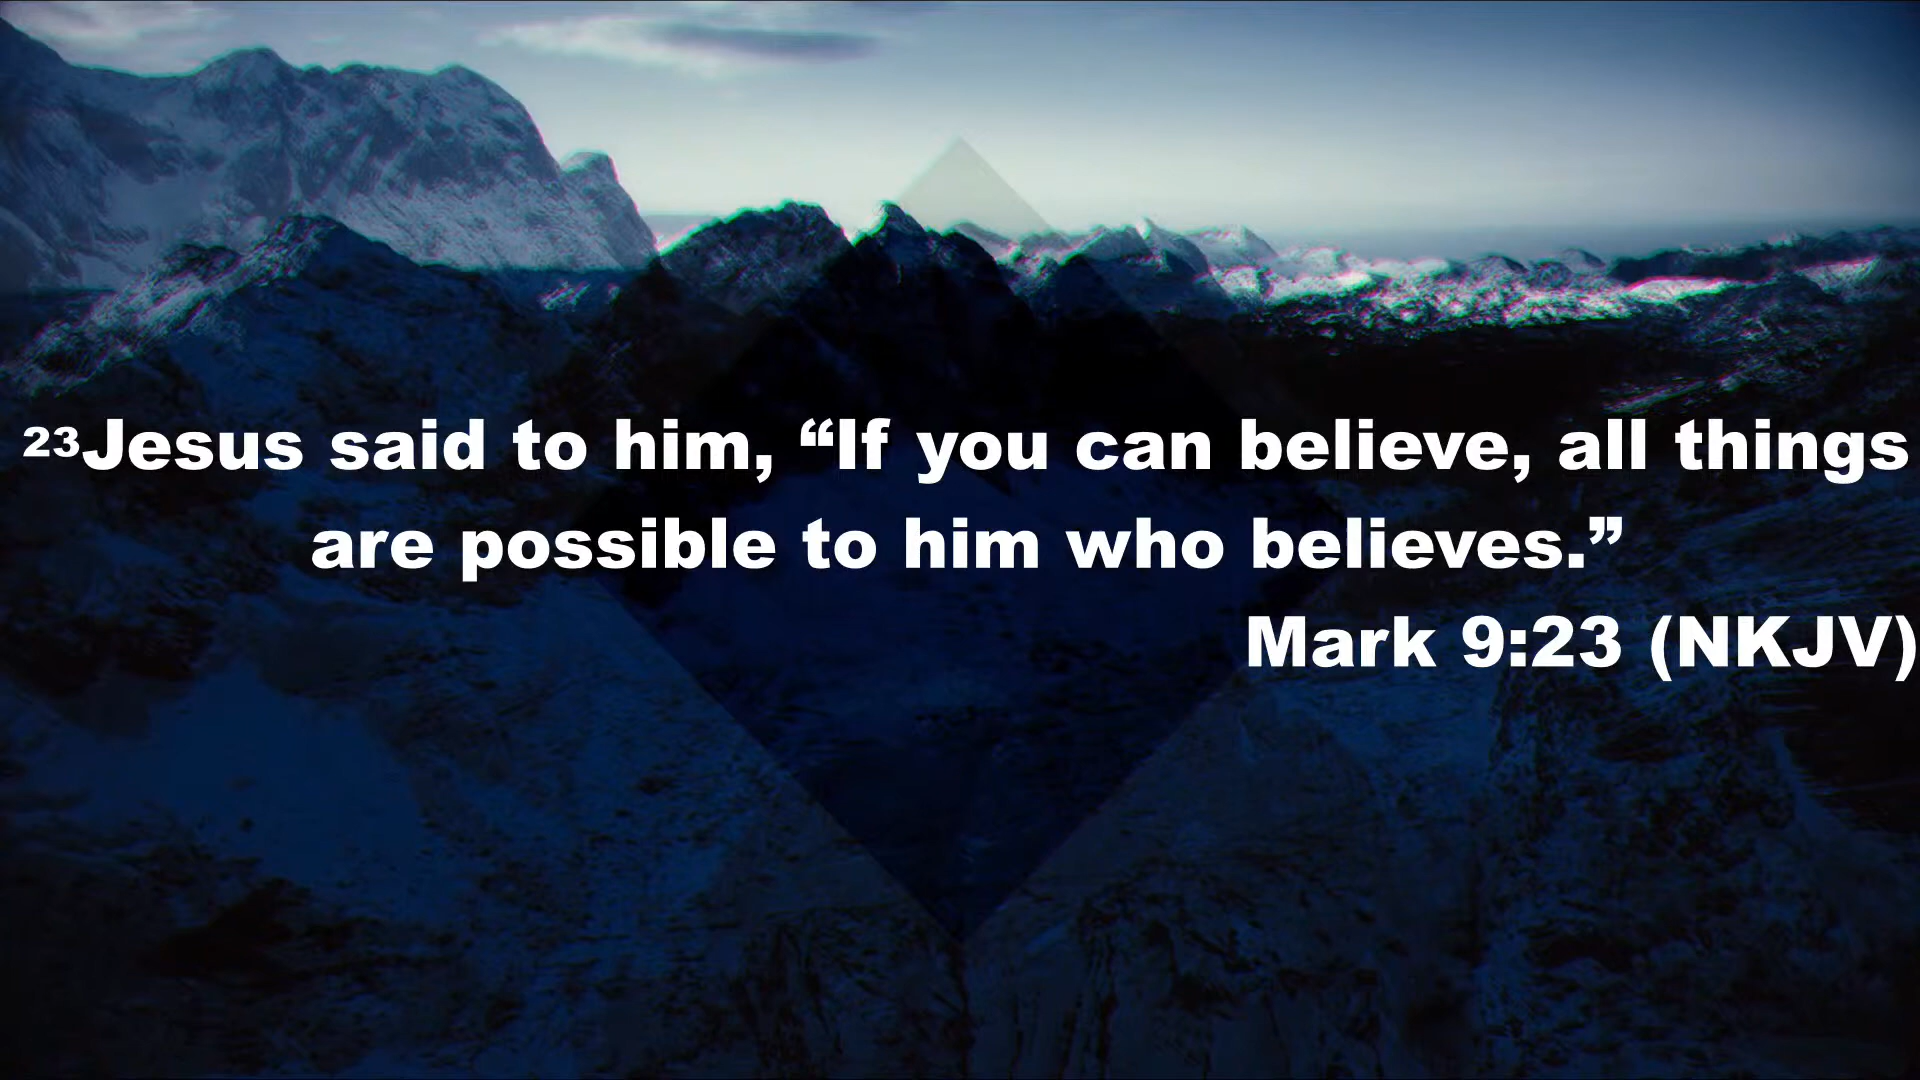 ²³Jesus said to him, “If you can believe, all things
are possible to him who believes.”
Mark 9:23 (NKJV)